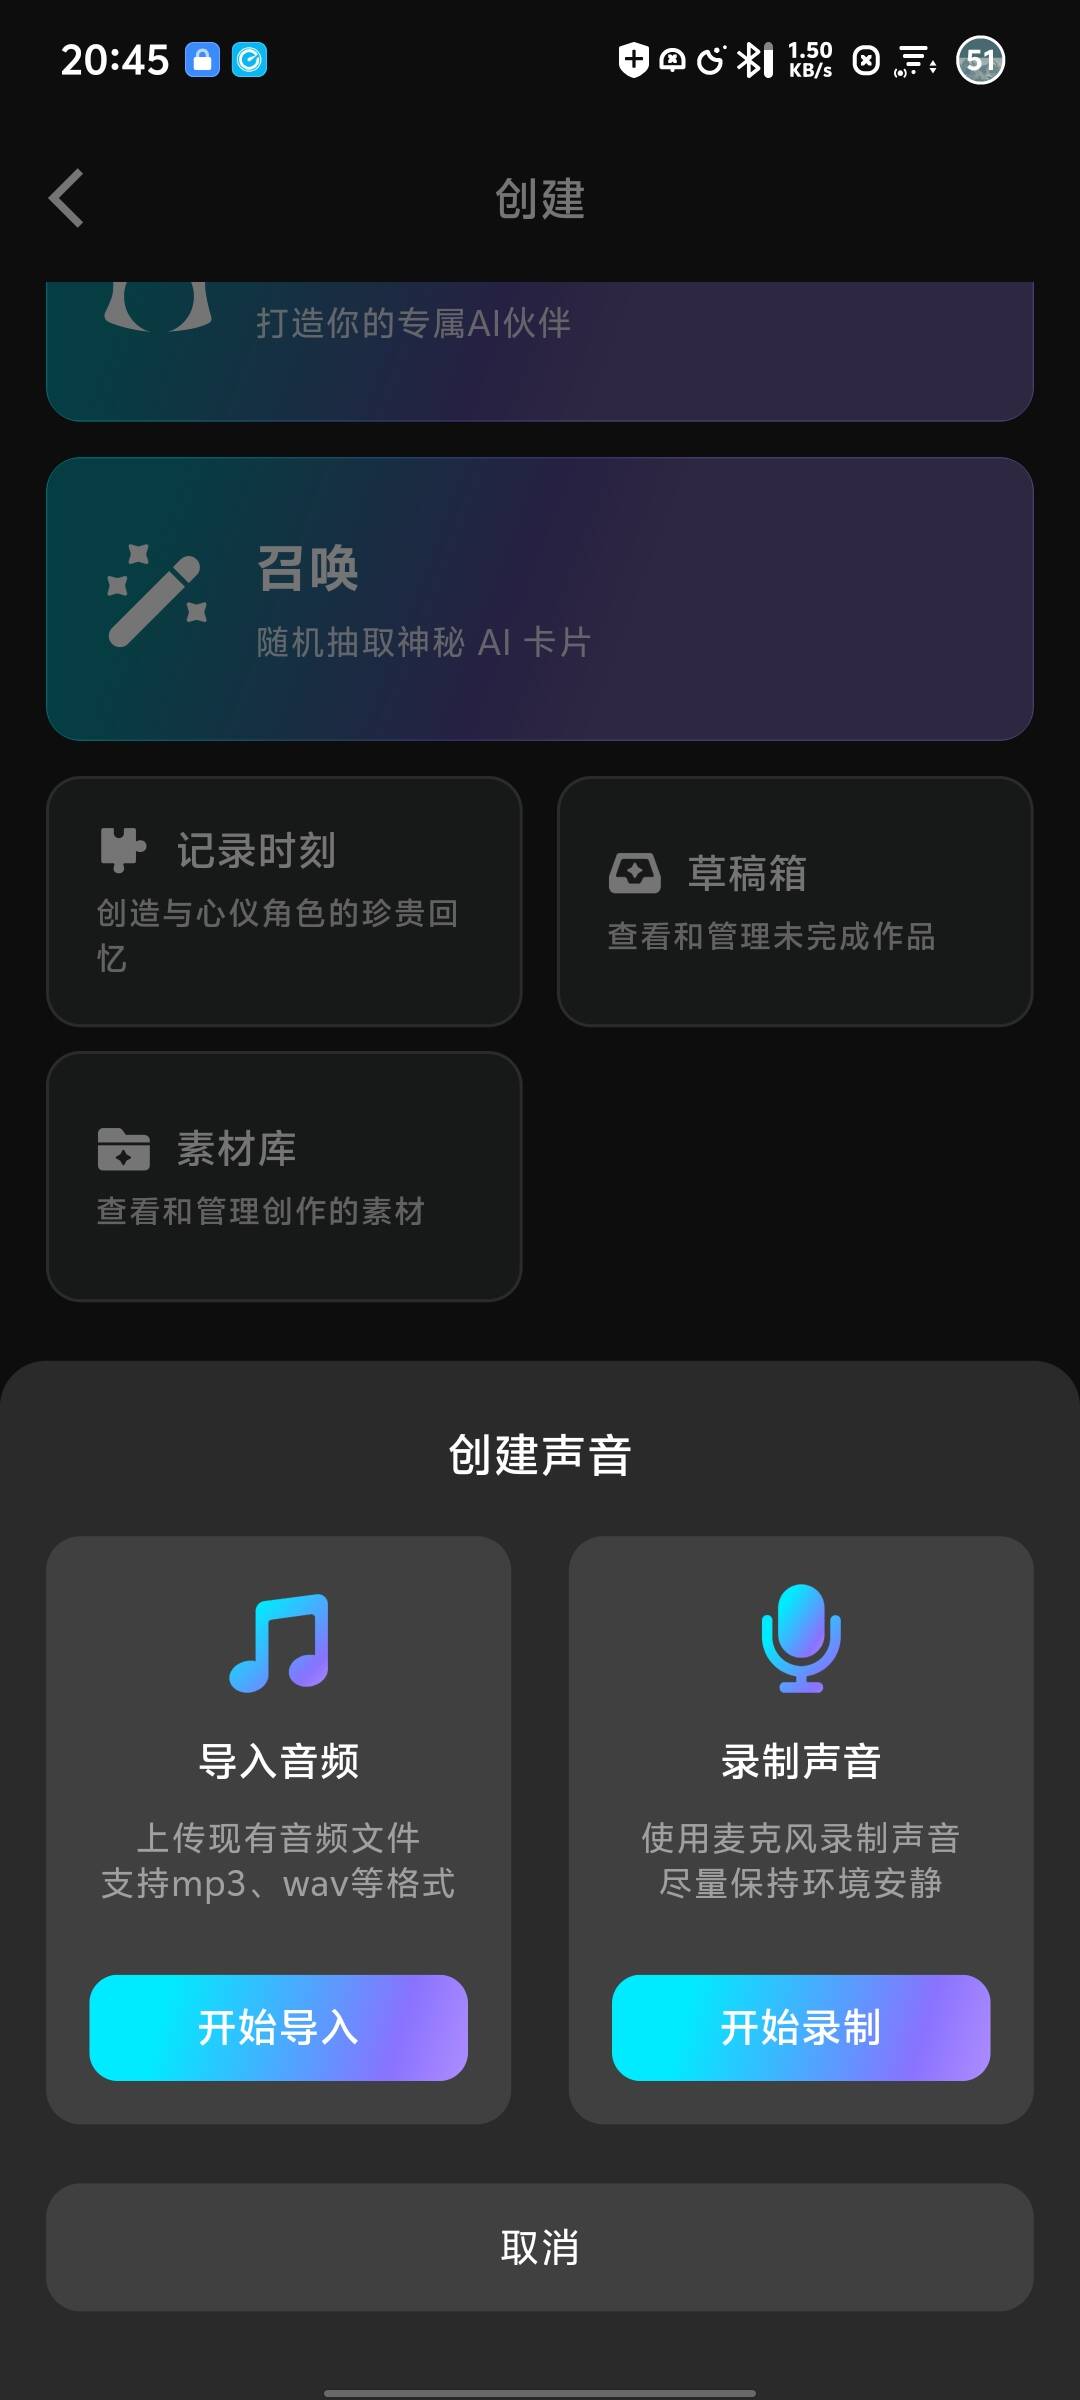 20:45
1.50
KB/s
51
创建
打造你的专属AI伙伴
召唤
随机抽取神秘 AI 卡片
记录时刻
创造与心仪角色的珍贵回
忆
草稿箱
查看和管理未完成作品
素材库
查看和管理创作的素材
创建声音
导入音频
上传现有音频文件
支持mp3、wav等格式
开始导入
录制声音
使用麦克风录制声音
尽量保持环境安静
开始录制
取消